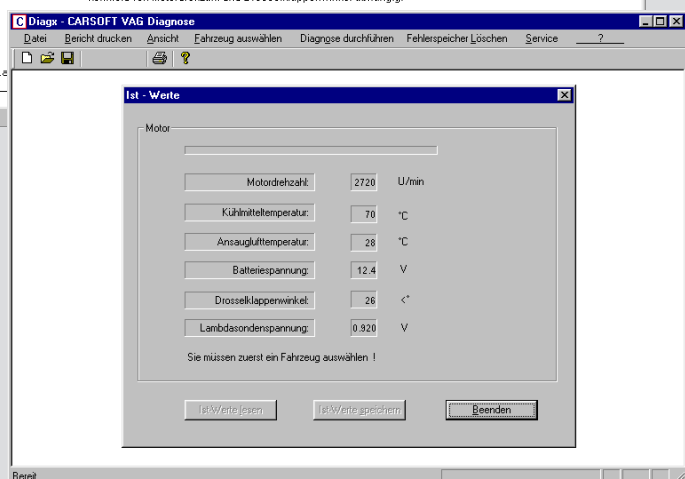 C Diagx - CARSOFT VAG Diagnose
Datei Bericht drucken Ansicht Fahrzeug auswählen Diagnose durchführen Fehlerspeicher Löschen Service ?
Ist - Werte
Motor
Motordrehzahl: 2720 U/min
Kühlmitteltemperatur: 70 °C
Ansauglufttemperatur: 28 °C
Batteriespannung: 12.4 V
Drosselklappenwinkel: 26 <°
Lambdasondenspannung: 0.920 V
Sie müssen zuerst ein Fahrzeug auswählen !
Ist-Werte lesen Ist-Werte speichern Beenden
Bereit